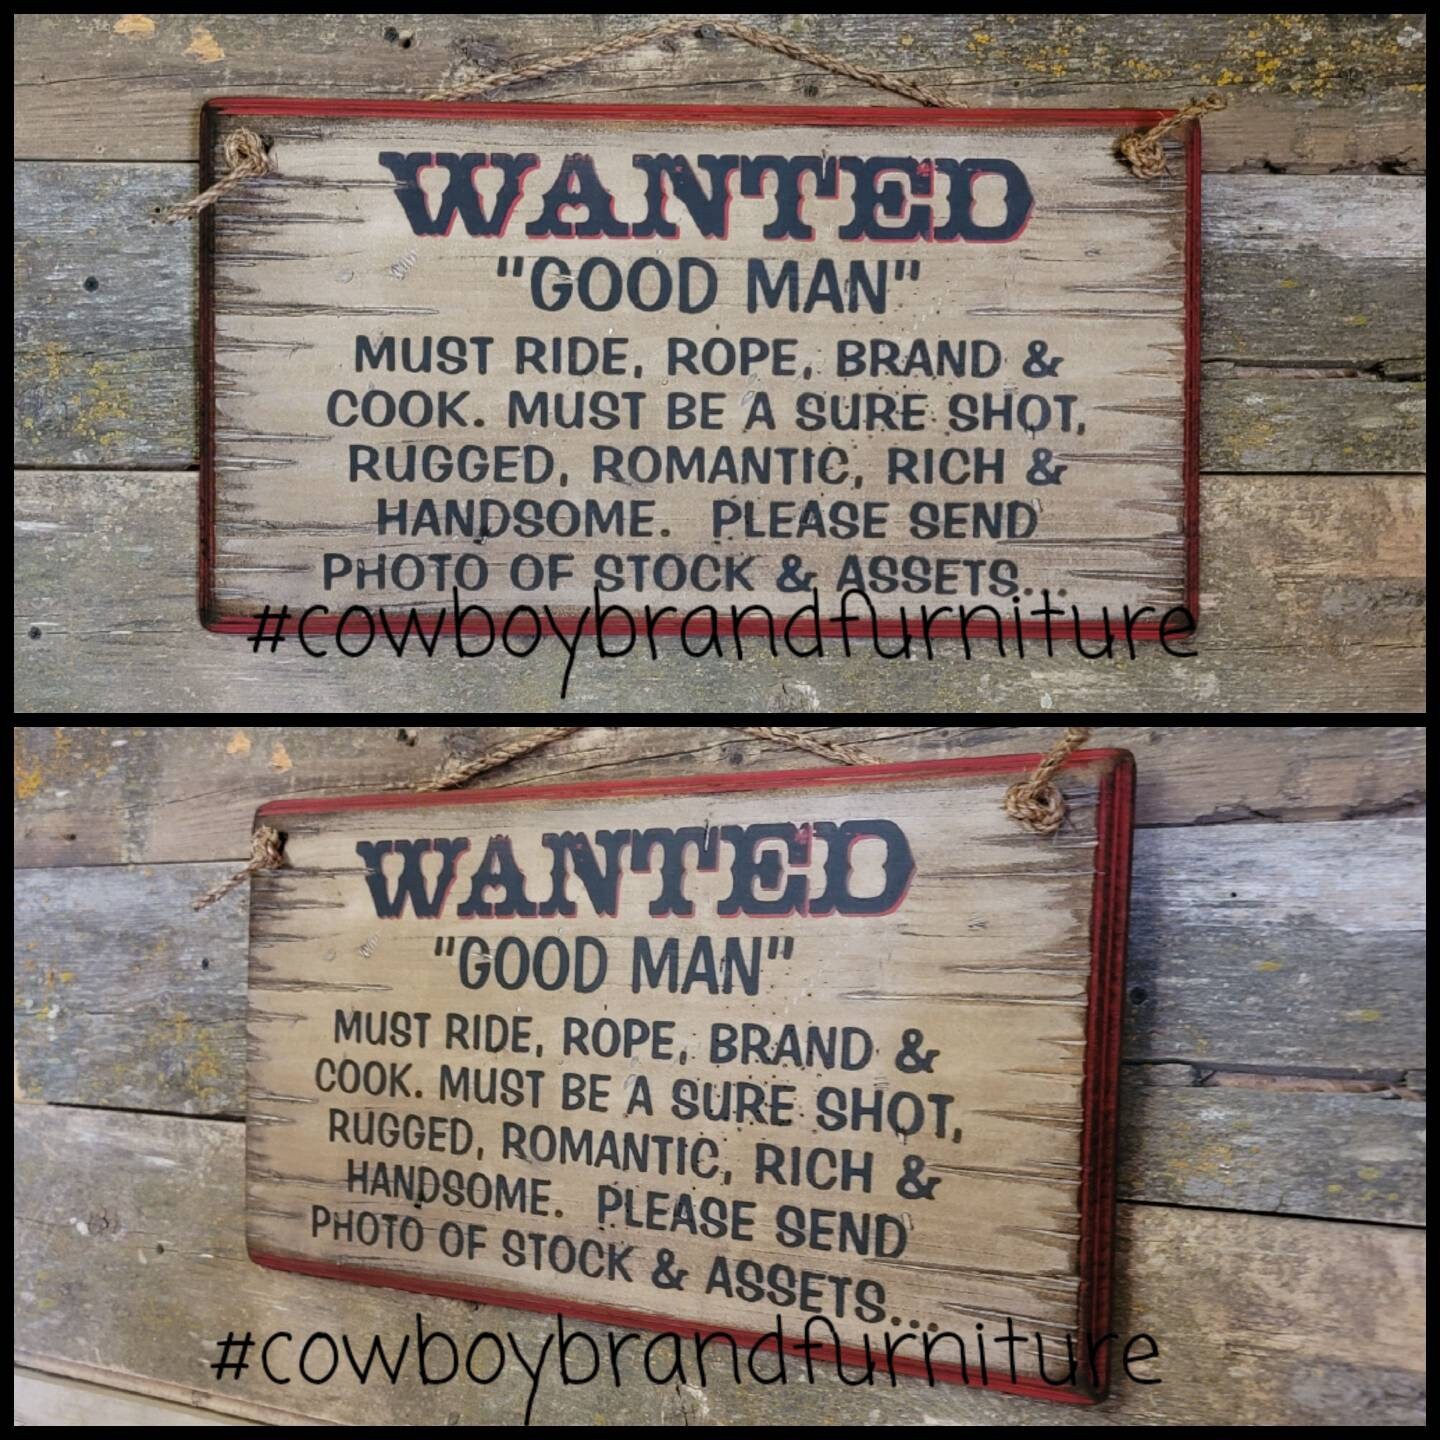 WANTED
"GOOD MAN"
MUST RIDE, ROPE, BRAND &
COOK. MUST BE A SURE SHOT,
RUGGED, ROMANTIC, RICH &
HANDSOME. PLEASE SEND
PHOTO OF STOCK & ASSETS...
#cowboybrandfurniture
WANTED
"GOOD MAN"
MUST RIDE, ROPE, BRAND &
COOK. MUST BE A SURE SHOT,
RUGGED, ROMANTIC, RICH &
HANDSOME. PLEASE SEND
PHOTO OF STOCK & ASSETS...
#cowboybrandfurniture